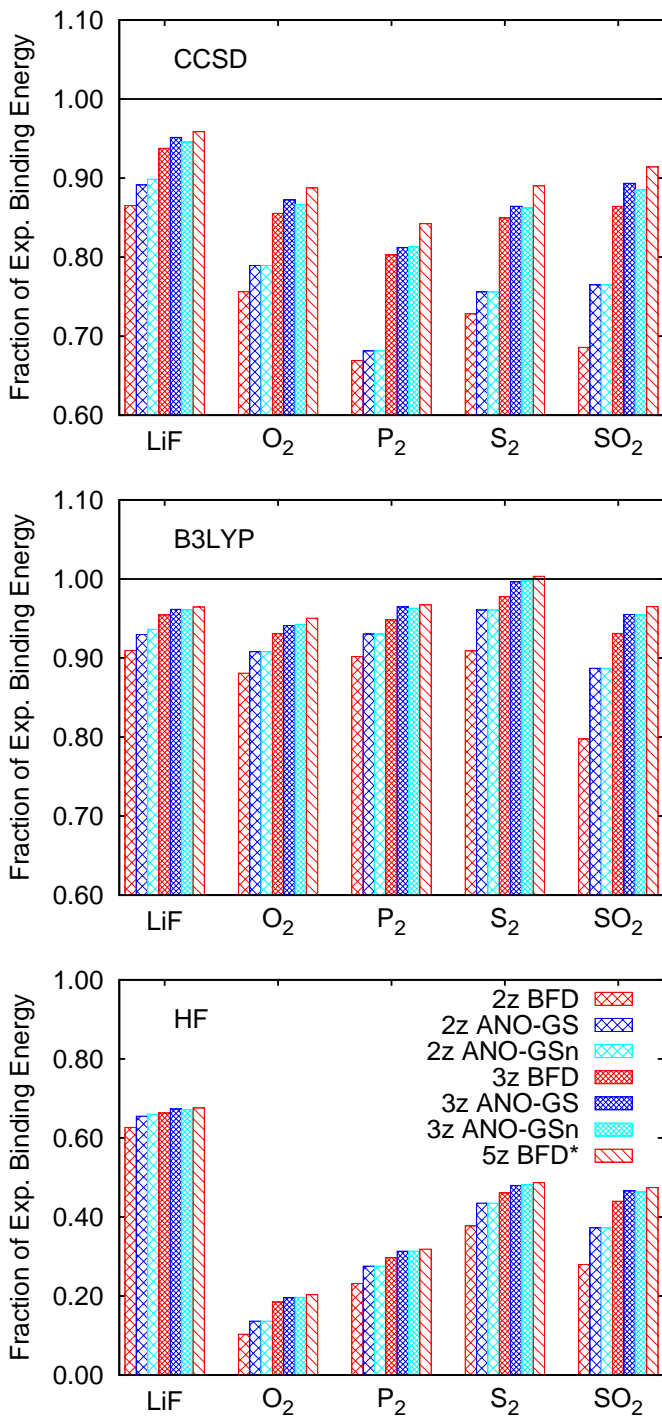 CCSD
Fraction of Exp. Binding Energy
1.10
1.00
0.90
0.80
0.70
0.60
LiF O2 P2 S2 SO2
B3LYP
Fraction of Exp. Binding Energy
1.10
1.00
0.90
0.80
0.70
0.60
LiF O2 P2 S2 SO2
HF
Fraction of Exp. Binding Energy
1.00
0.80
0.60
0.40
0.20
0.00
2z BFD
2z ANO-GS
2z ANO-GSn
3z BFD
3z ANO-GS
3z ANO-GSn
5z BFD*
LiF O2 P2 S2 SO2